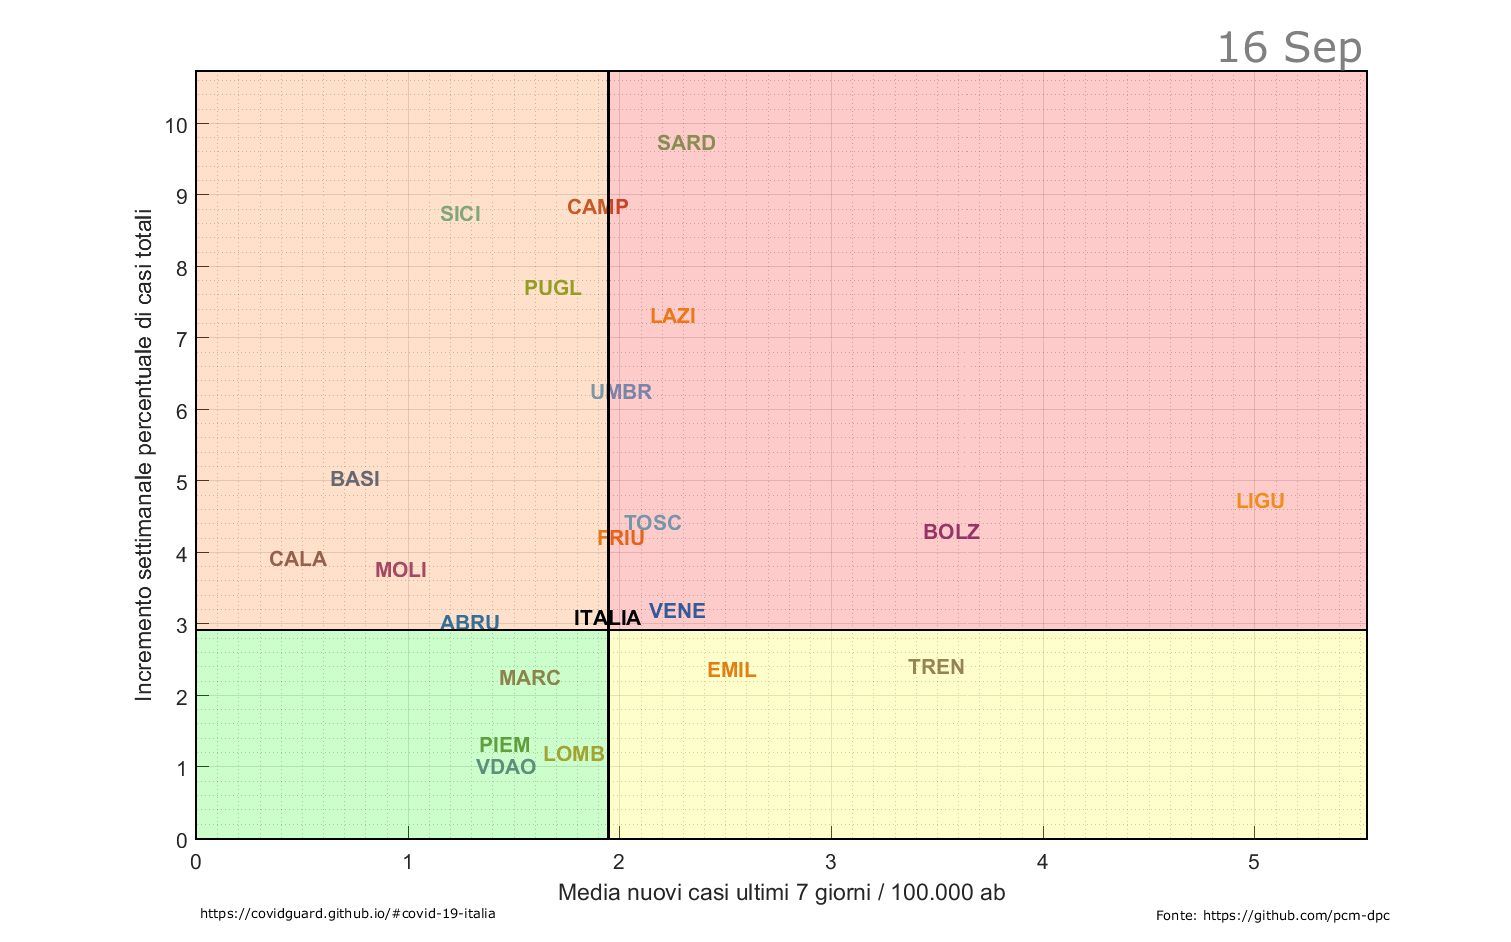 16 Sep
10
9
8
7
6
5
4
3
2
1
0
Incremento settimanale percentuale di casi totali
SARD
CAMP
SICI
PUGL
LAZI
UMBR
BASI
LIGU
TOSC
BOLZ
FRIU
CALA
MOLI
VENE
ITALIA
ABRU
TREN
EMIL
MARC
PIEM
LOMB
VDAO
0 1 2 3 4 5
Media nuovi casi ultimi 7 giorni / 100.000 ab
https://covidguard.github.io/#covid-19-italia
Fonte: https://github.com/pcm-dpc